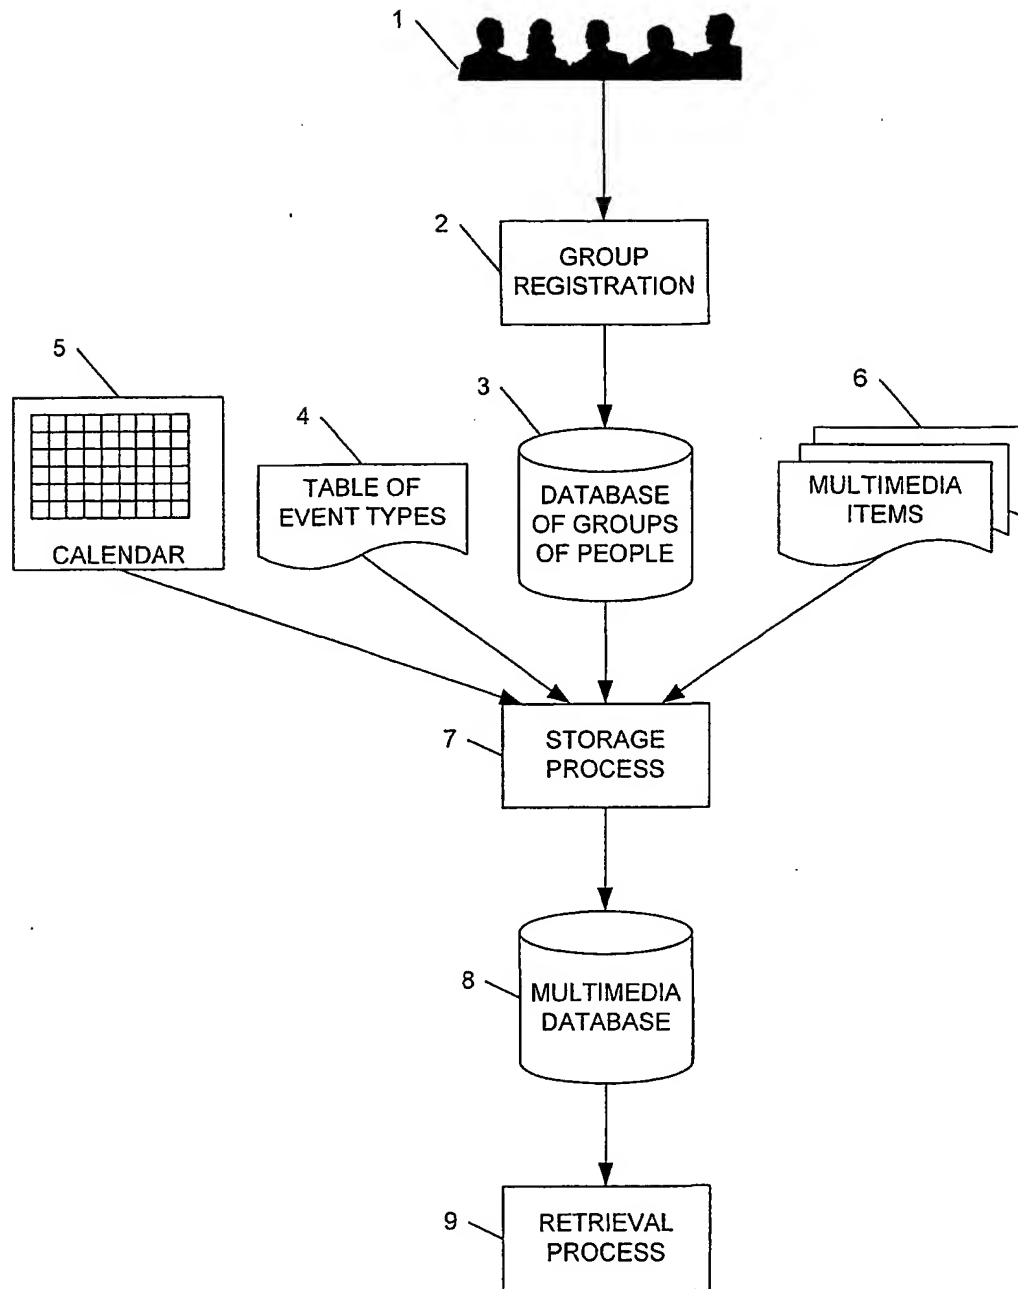 1
2
GROUP
REGISTRATION
5
4
3
6
CALENDAR
TABLE OF
EVENT TYPES
DATABASE
OF GROUPS
OF PEOPLE
MULTIMEDIA
ITEMS
7
STORAGE
PROCESS
8
MULTIMEDIA
DATABASE
9
RETRIEVAL
PROCESS